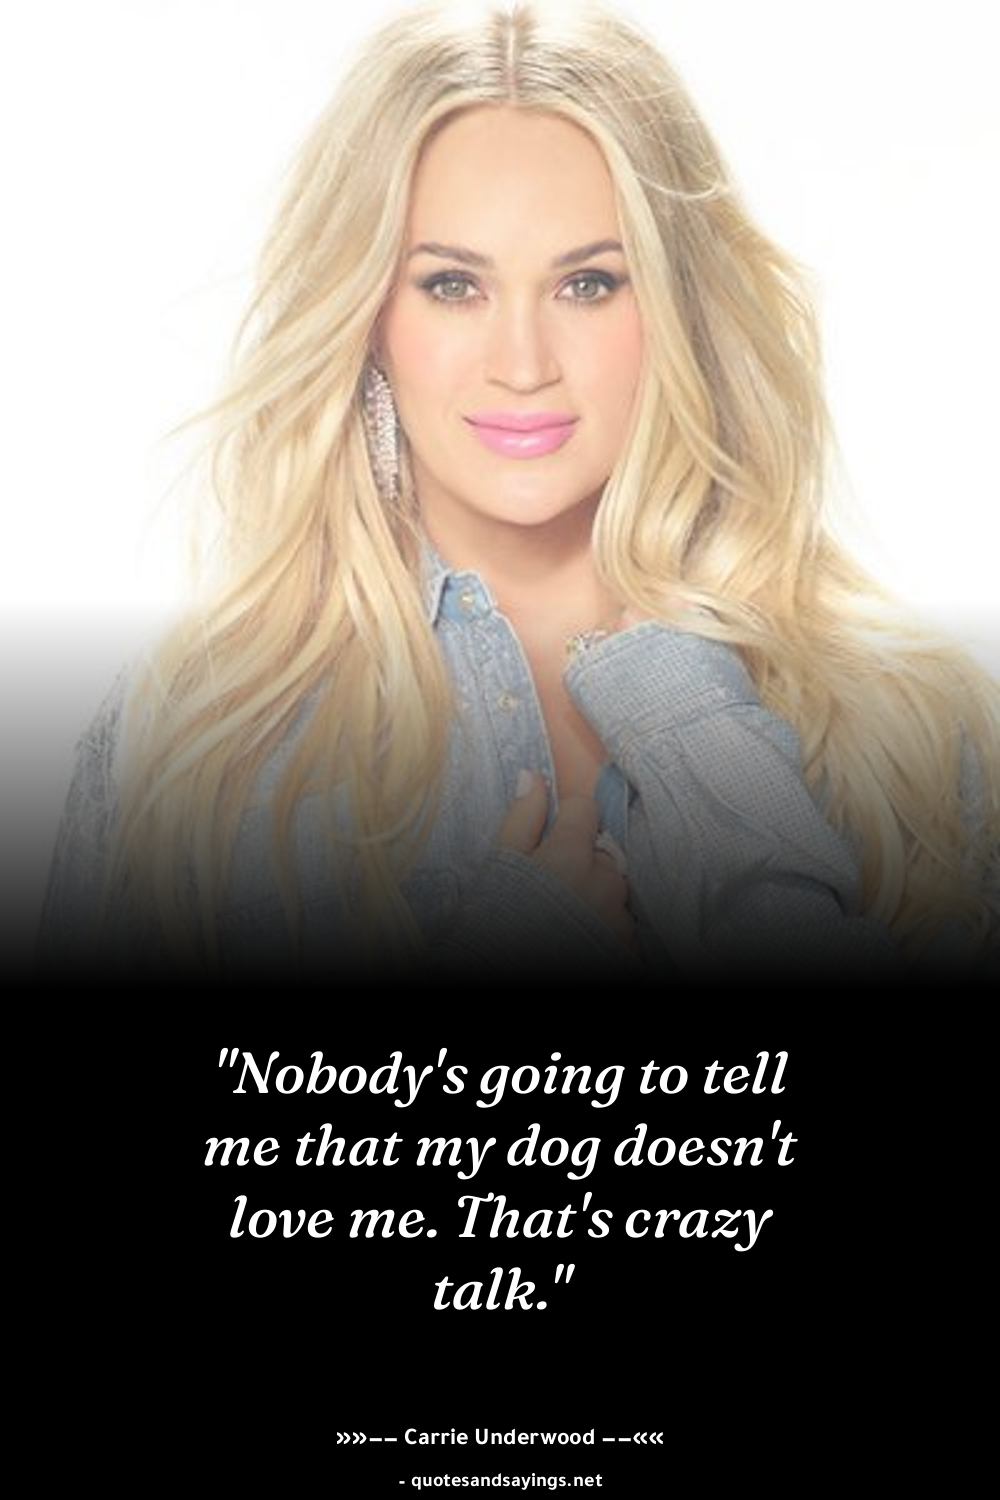 "Nobody's going to tell
me that my dog doesn't
love me. That's crazy
talk."
»»–– Carrie Underwood ––««
- quotesandsayings.net